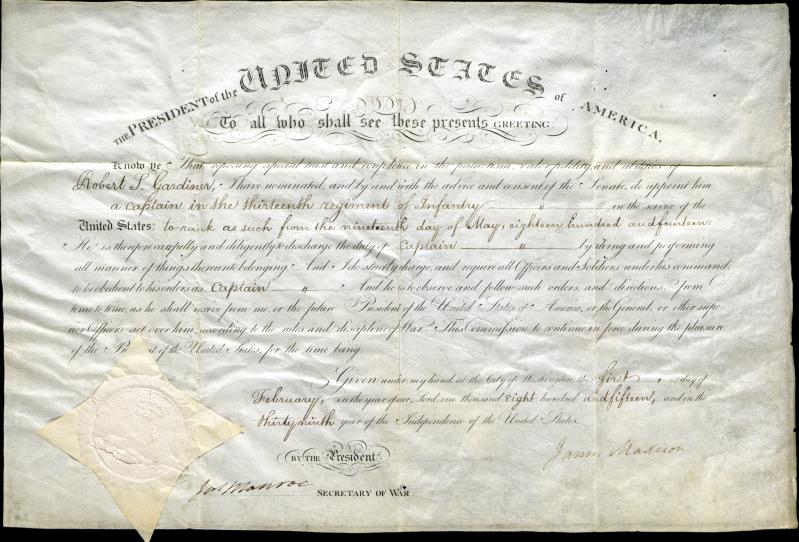 THE PRESIDENT of the UNITED STATES of AMERICA.
To all who shall see these presents GREETING:
Know ye, That reposing special trust and confidence in the patriotism, valor, fidelity, and abilities of
Robert S. Gardiner, I have nominated, and by and with the advice and consent of the Senate, do appoint him
a captain in the thirteenth regiment of Infantry — " — in the service of the
United States: to rank as such from the nineteenth day of May, eighteen hundred and fourteen:
He is therefore carefully and diligently to discharge the duty of Captain — " — by doing and performing
all manner of things thereunto belonging. And I do strictly charge, and require all Officers and Soldiers under his command,
to be obedient to his orders as Captain — " — And he is to observe and follow such orders, and directions, from
time to time, as he shall receive from me, or the future President of the United States of America, or the General, or other supe
rior Officers set over him, according to the rules and discipline of War. This Commission to continue in force during the pleasure
of the President of the United States, for the time being.
Given under my hand, at the City of Washington, this first " day of
February, in the year of our Lord one thousand eight hundred and fifteen, and in the
thirty ninth year of the Independence of the United States.
BY THE President
James Madison
Jas Monroe
SECRETARY OF WAR